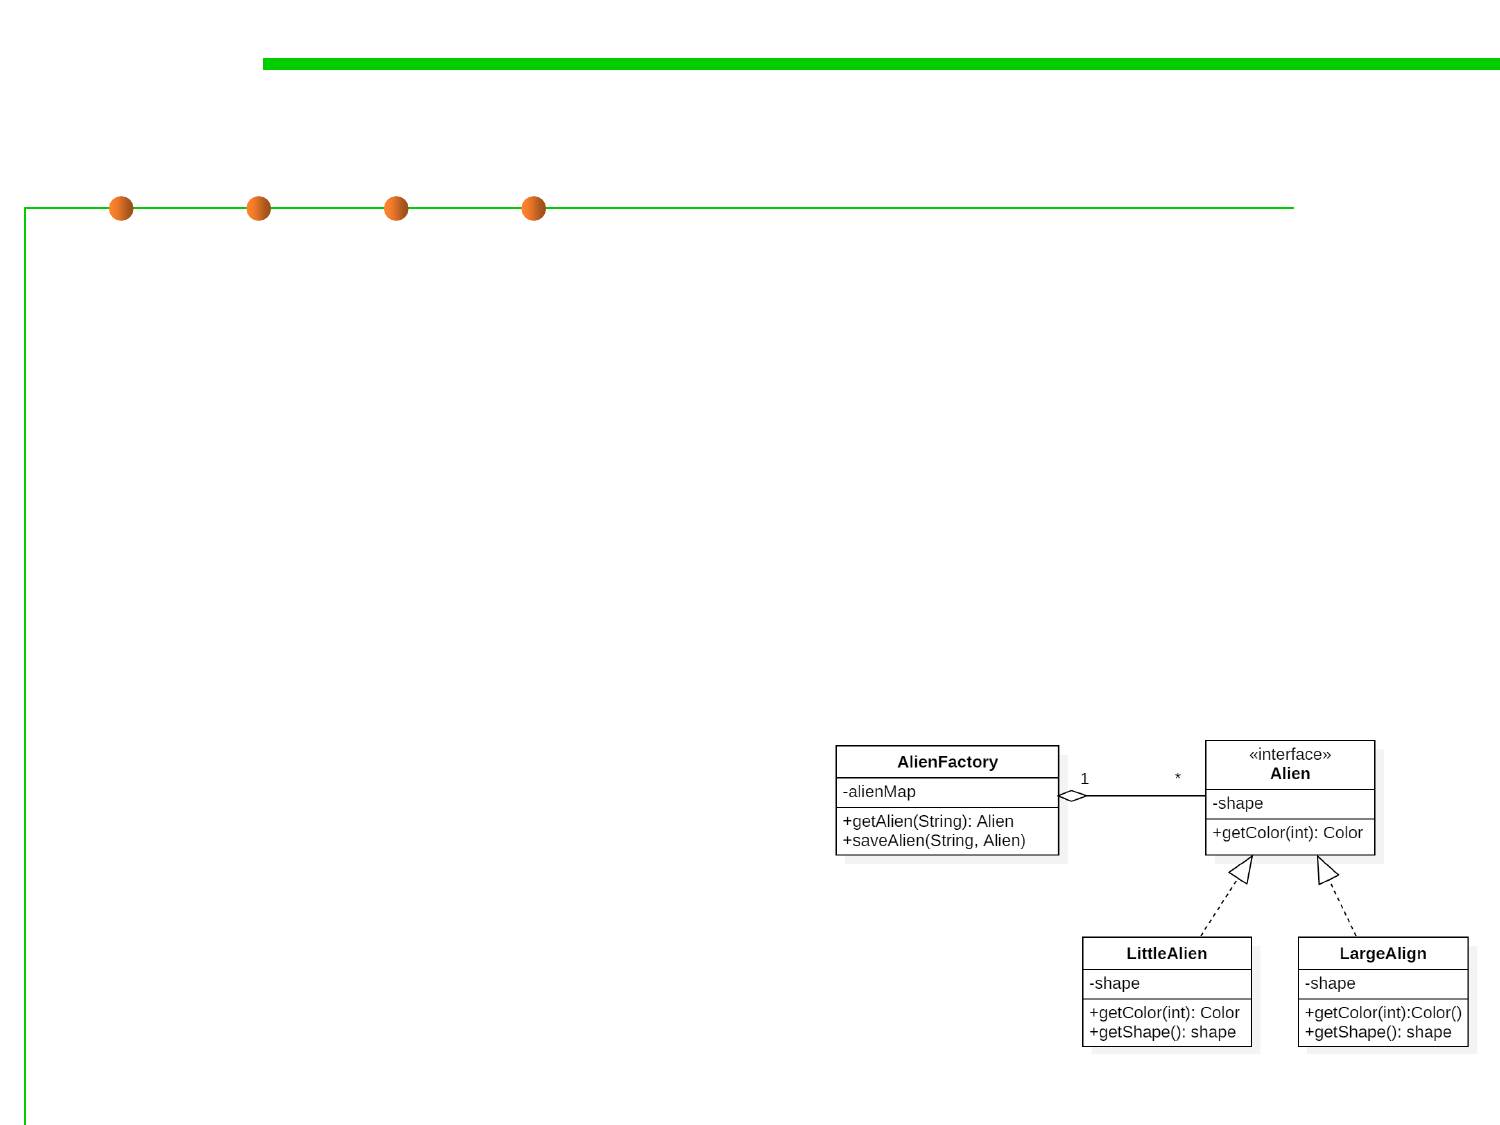 AlienFactory
-alienMap
+getAlien(String): Alien
+saveAlien(String, Alien)
1
*
«interface»
Alien
-shape
+getColor(int): Color
LittleAlien
-shape
+getColor(int): Color
+getShape(): shape
LargeAlign
-shape
+getColor(int):Color()
+getShape(): shape